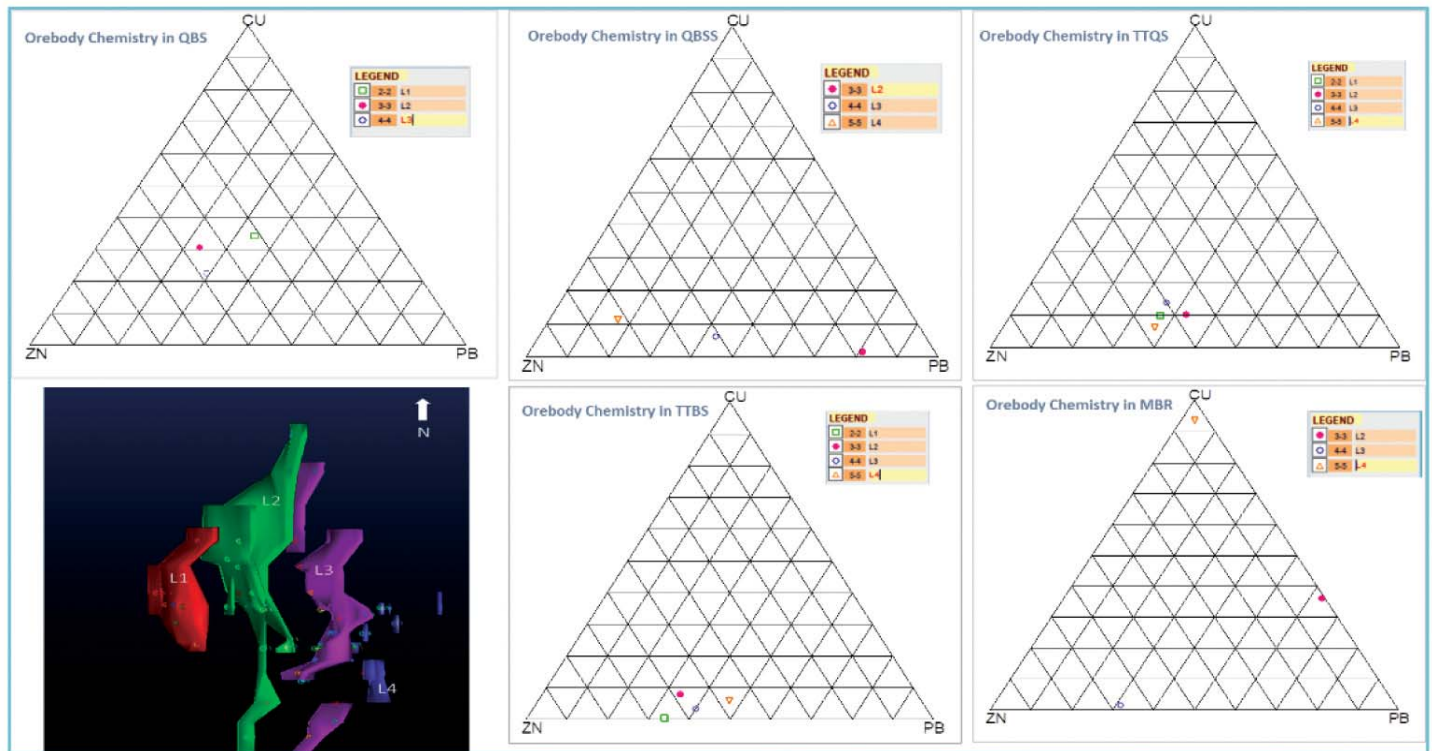 Orebody Chemistry in QBS
CU
LEGEND
2-2 L1
3-3 L2
4-4 L3
ZN
PB
Orebody Chemistry in QBSS
CU
LEGEND
3-3 L2
4-4 L3
5-5 L4
ZN
PB
Orebody Chemistry in TTQS
CU
LEGEND
2-2 L1
3-3 L2
4-4 L3
5-5 L4
ZN
PB
N
L2
L1
L3
L4
Orebody Chemistry in TTBS
CU
LEGEND
2-2 L1
3-3 L2
4-4 L3
5-5 L4
ZN
PB
Orebody Chemistry in MBR
CU
LEGEND
3-3 L2
4-4 L3
5-5 L4
ZN
PB